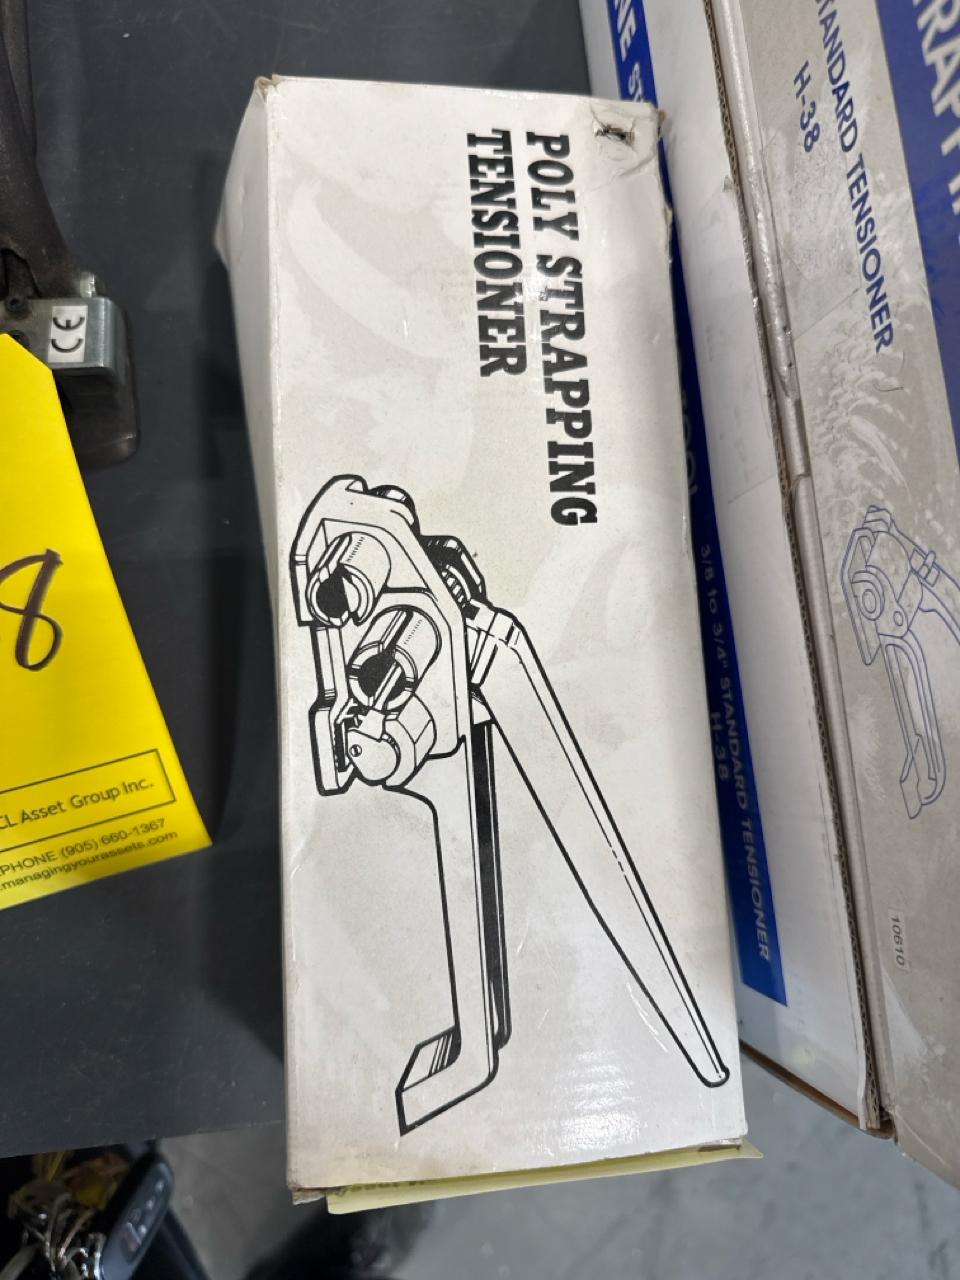 POLY STRAPPING
TENSIONER
STANDARD TENSIONER
H-38
3/8 to 3/4" STANDARD TENSIONER
H-38
10610
CE
8
CL Asset Group Inc.
PHONE (905) 660-1367
.managingyourassets.com